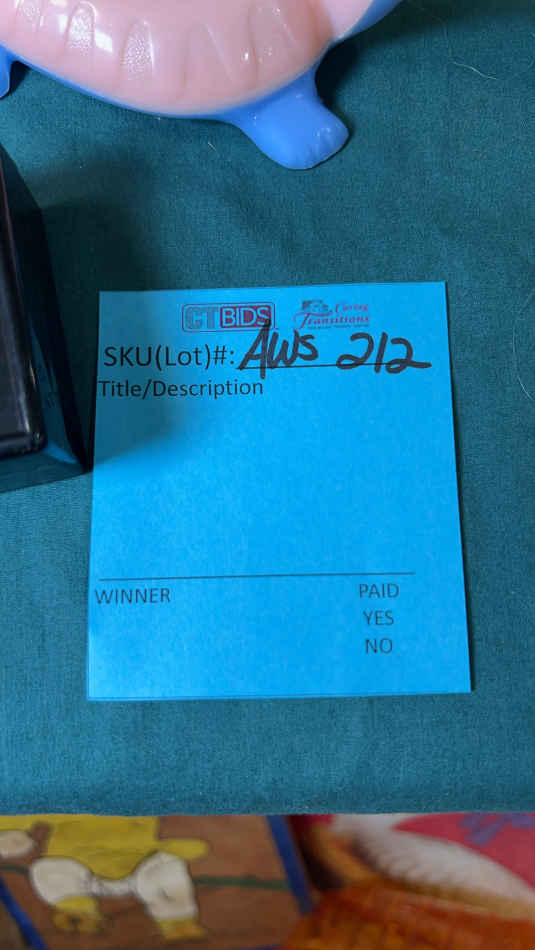 CTBIDS Caring
Transitions
SKU(Lot)#: AWS 212
Title/Description
WINNER PAID
YES
NO